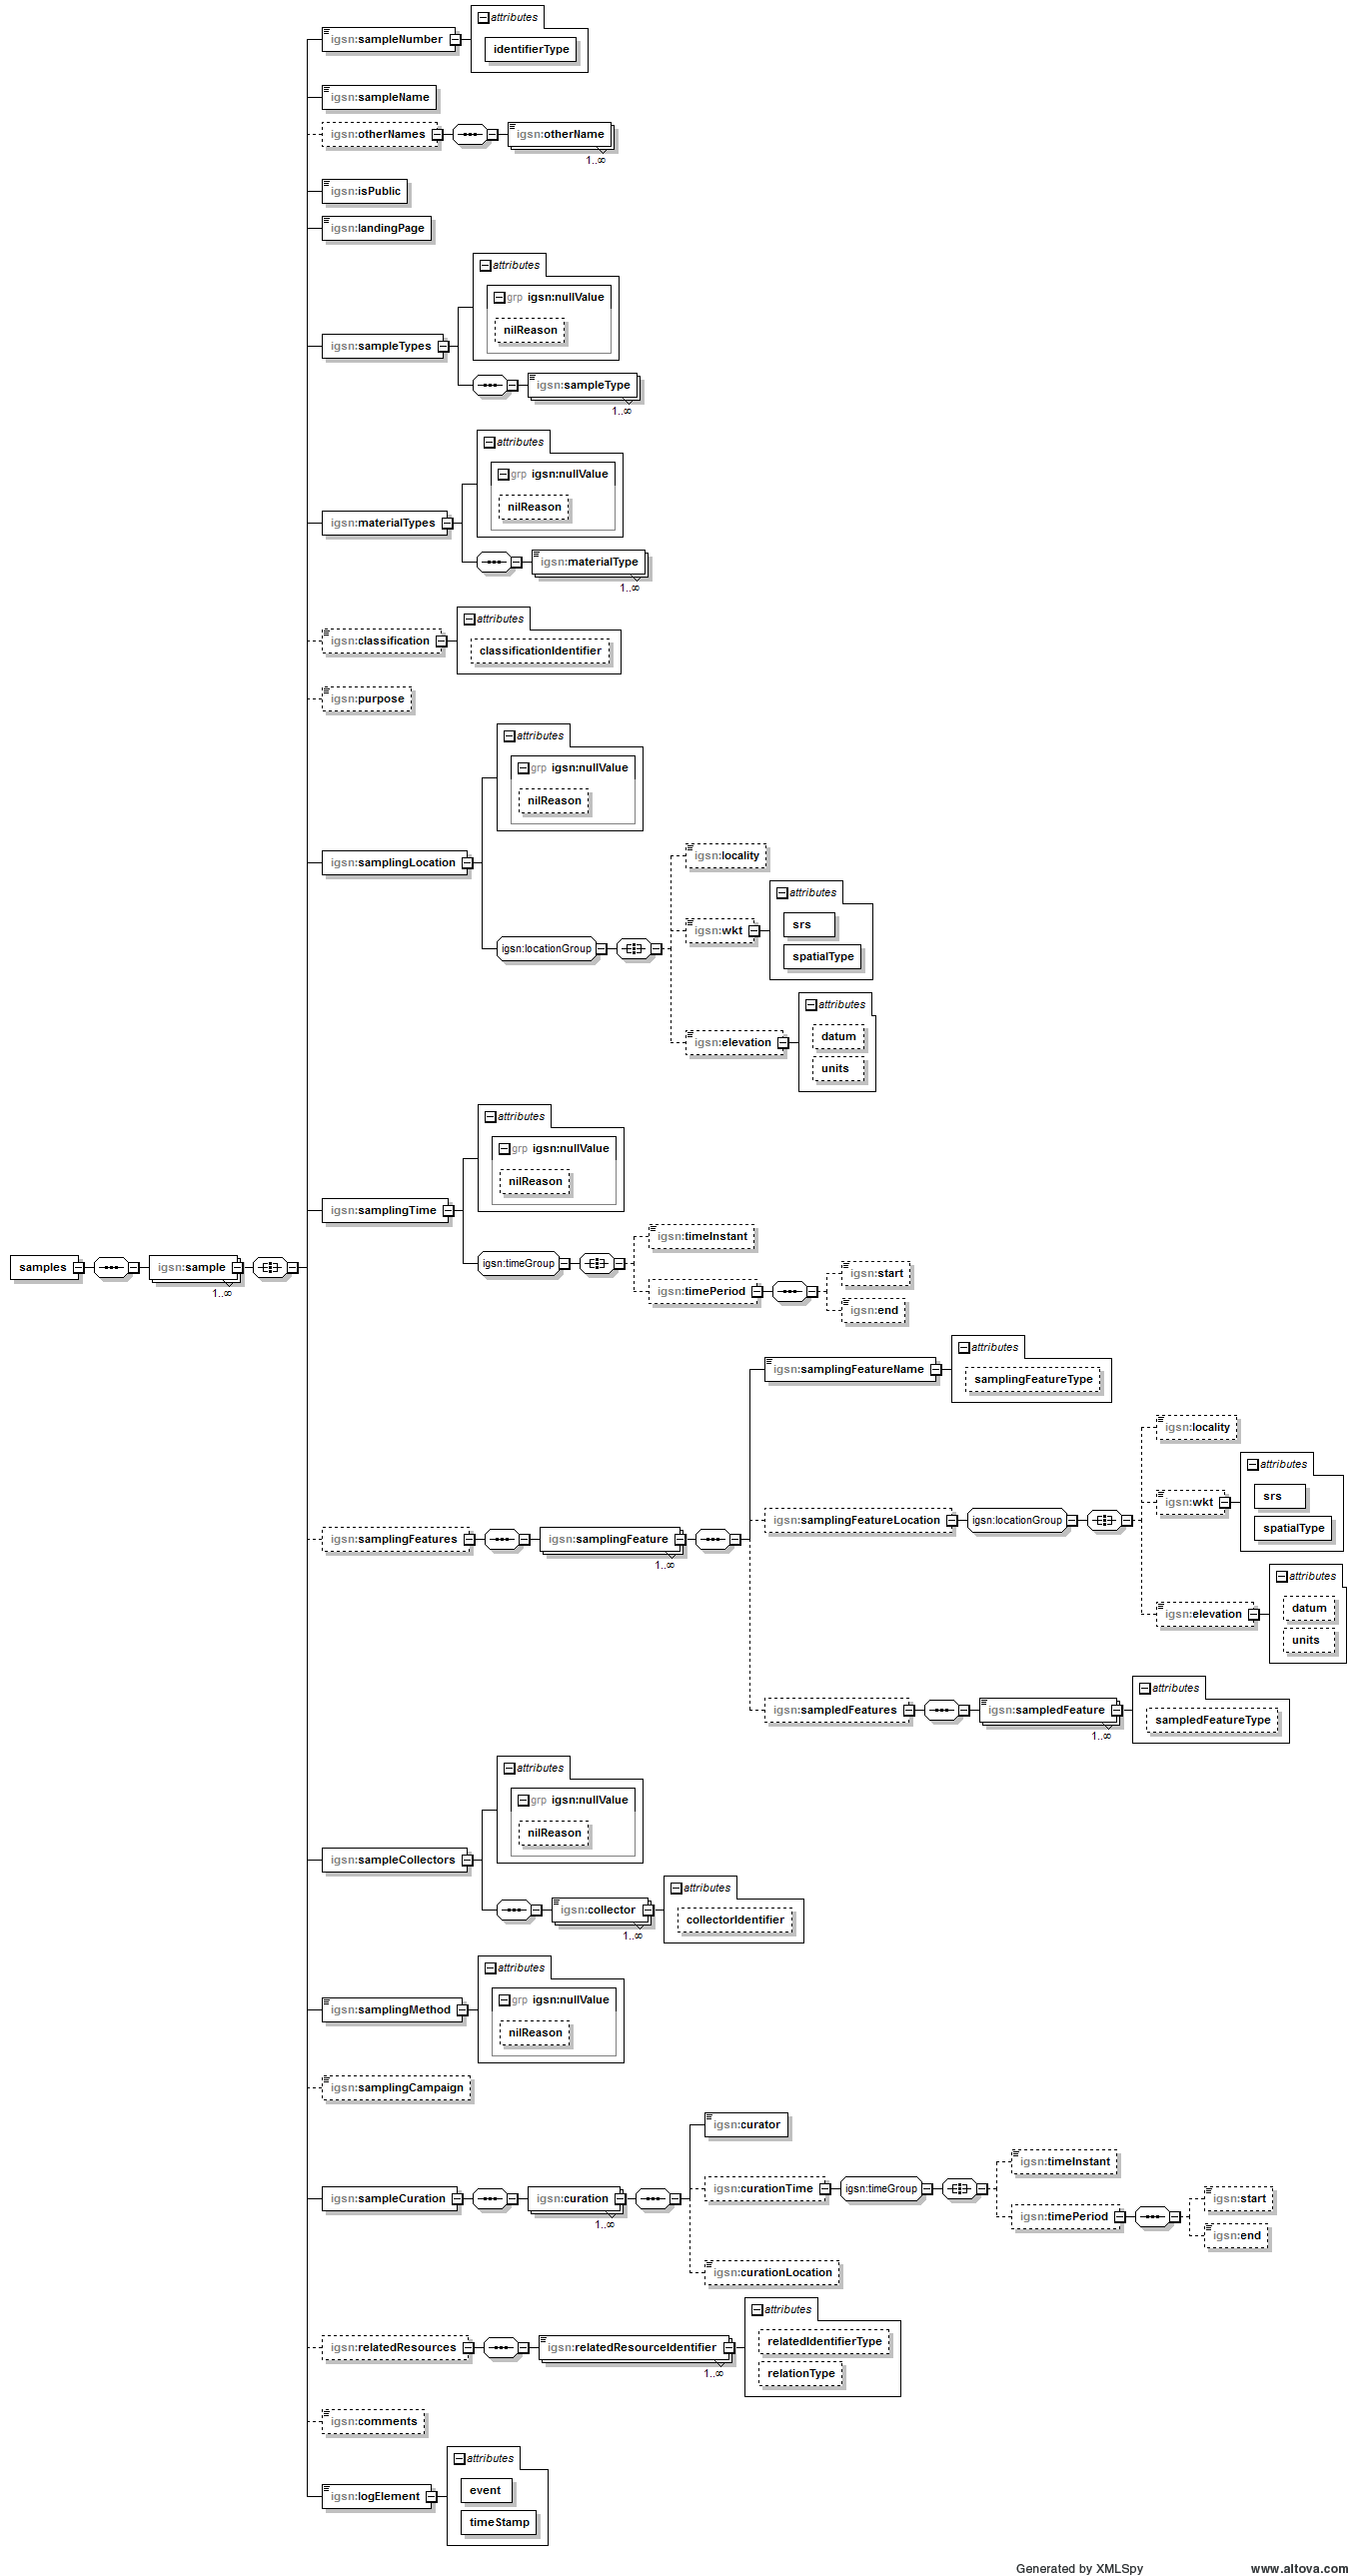 attributes
igsn:sampleNumber
identifierType
igsn:sampleName
igsn:otherNames
igsn:otherName
1..∞
igsn:isPublic
igsn:landingPage
attributes
grp igsn:nullValue
nilReason
igsn:sampleTypes
igsn:sampleType
1..∞
attributes
grp igsn:nullValue
nilReason
igsn:materialTypes
igsn:materialType
1..∞
attributes
igsn:classification
classificationIdentifier
igsn:purpose
attributes
grp igsn:nullValue
nilReason
igsn:samplingLocation
igsn:locality
attributes
srs
igsn:wkt
igsn:locationGroup
spatialType
attributes
datum
igsn:elevation
units
attributes
grp igsn:nullValue
nilReason
igsn:samplingTime
igsn:timeInstant
igsn:timeGroup
samples
igsn:sample
1..∞
igsn:start
igsn:timePeriod
igsn:end
attributes
igsn:samplingFeatureName
samplingFeatureType
igsn:locality
attributes
srs
igsn:wkt
igsn:samplingFeatureLocation
igsn:locationGroup
spatialType
igsn:samplingFeatures
igsn:samplingFeature
1..∞
attributes
datum
igsn:elevation
units
attributes
igsn:sampledFeatures
igsn:sampledFeature
sampledFeatureType
1..∞
attributes
grp igsn:nullValue
nilReason
igsn:sampleCollectors
attributes
igsn:collector
collectorIdentifier
1..∞
attributes
grp igsn:nullValue
igsn:samplingMethod
nilReason
igsn:samplingCampaign
igsn:curator
igsn:timeInstant
igsn:curationTime
igsn:timeGroup
igsn:sampleCuration
igsn:curation
1..∞
igsn:start
igsn:timePeriod
igsn:end
igsn:curationLocation
attributes
relatedIdentifierType
igsn:relatedResources
igsn:relatedResourceIdentifier
1..∞
relationType
igsn:comments
attributes
event
igsn:logElement
timeStamp
Generated by XMLSpy
www.altova.com